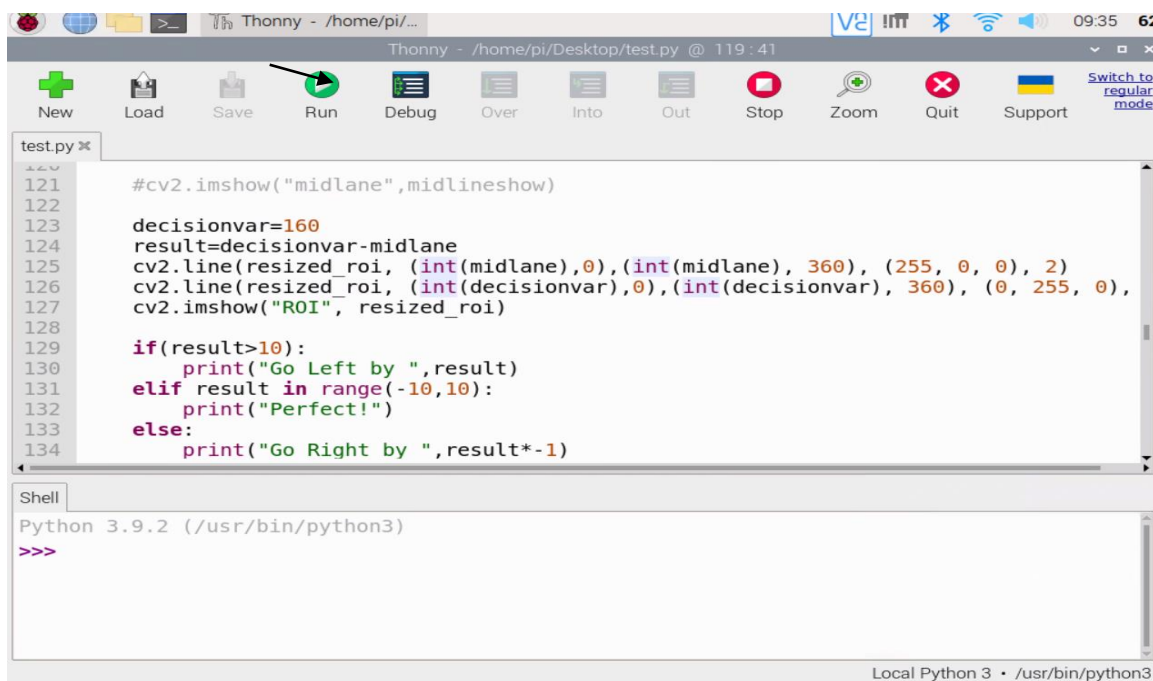 Thonny - /home/pi/...
09:35
Thonny - /home/pi/Desktop/test.py @ 119:41
New Load Save Run Debug Over Into Out Stop Zoom Quit Support
Switch to
regular
mode
test.py
121 #cv2.imshow("midlane",midlineshow)
122
123 decisionvar=160
124 result=decisionvar-midlane
125 cv2.line(resized_roi, (int(midlane),0),(int(midlane), 360), (255, 0, 0), 2)
126 cv2.line(resized_roi, (int(decisionvar),0),(int(decisionvar), 360), (0, 255, 0),
127 cv2.imshow("ROI", resized_roi)
128
129 if(result>10):
130 print("Go Left by ",result)
131 elif result in range(-10,10):
132 print("Perfect!")
133 else:
134 print("Go Right by ",result*-1)
Shell
Python 3.9.2 (/usr/bin/python3)
>>>
Local Python 3 • /usr/bin/python3